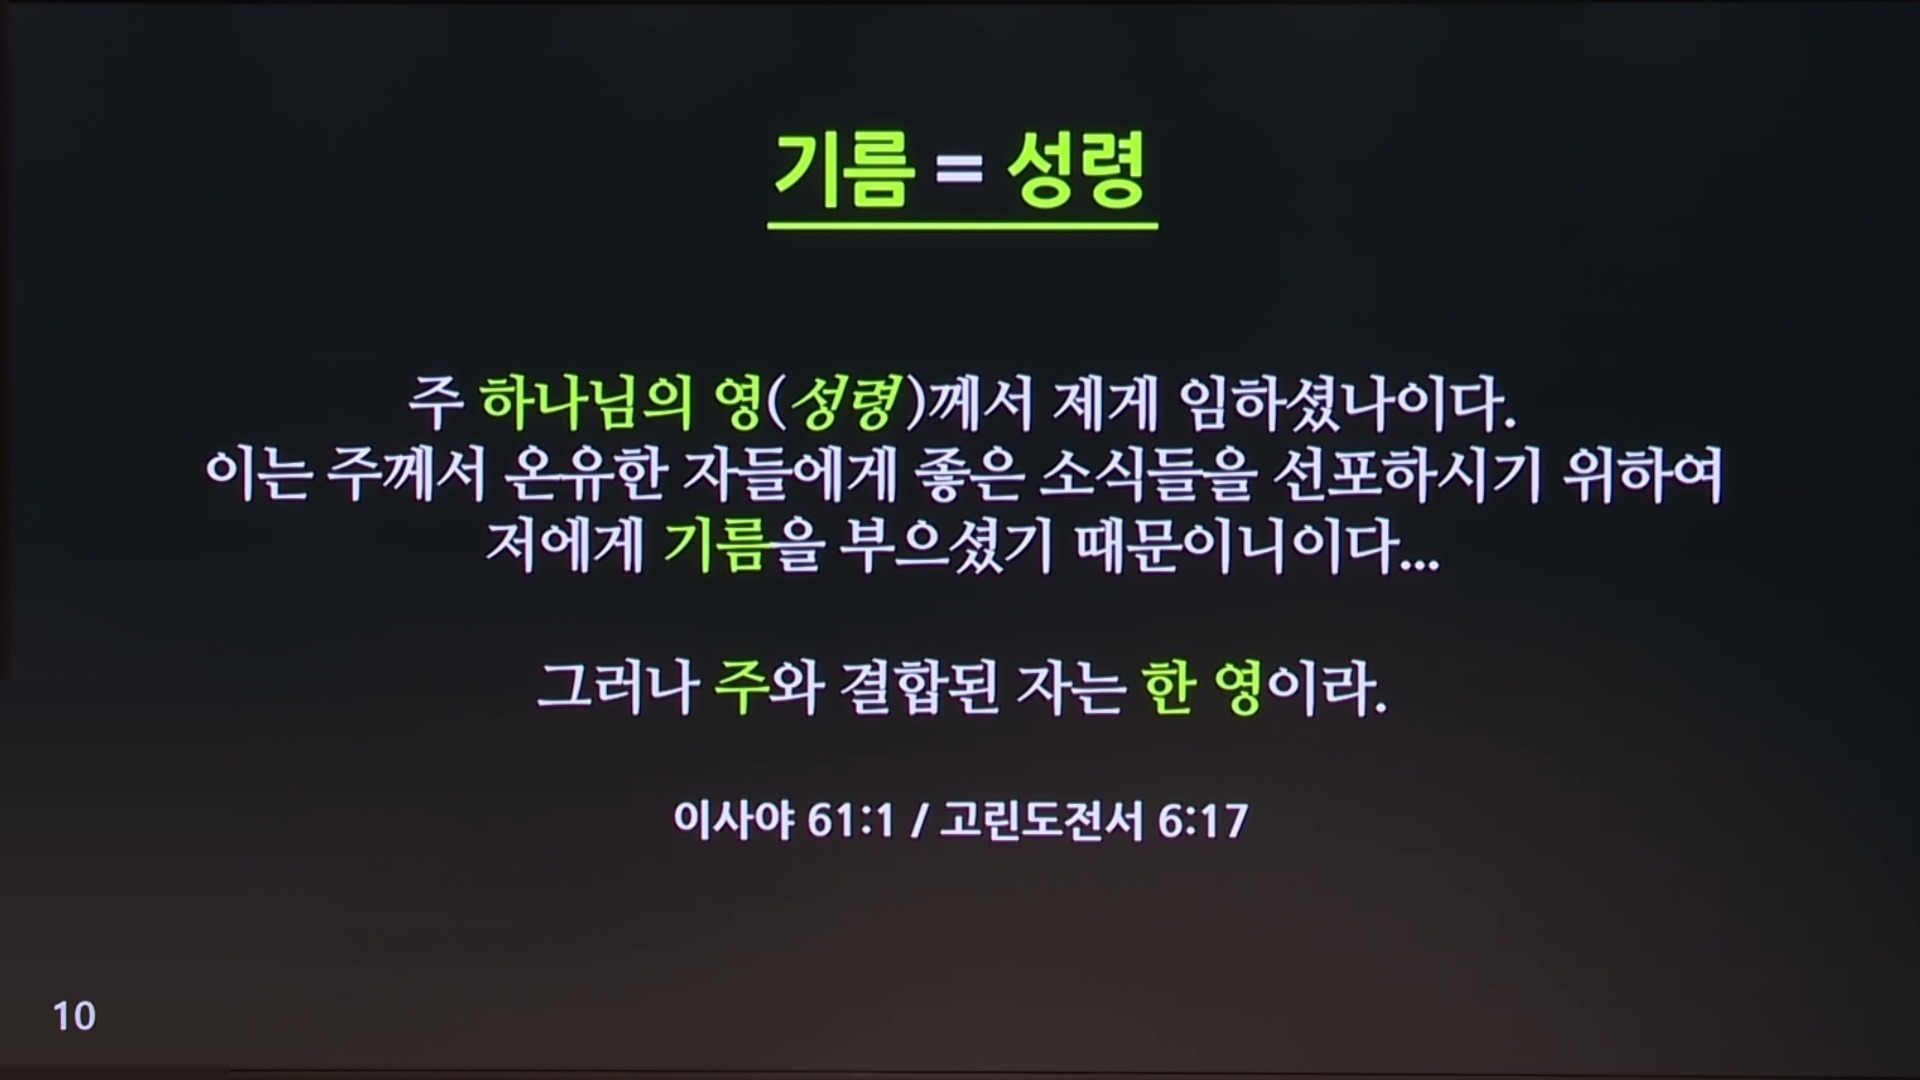 기름 = 성령
주 하나님의 영(성령)께서 제게 임하셨나이다.
이는 주께서 온유한 자들에게 좋은 소식들을 선포하시기 위하여
저에게 기름을 부으셨기 때문이니이다...
그러나 주와 결합된 자는 한 영이라.
이사야 61:1 / 고린도전서 6:17
10